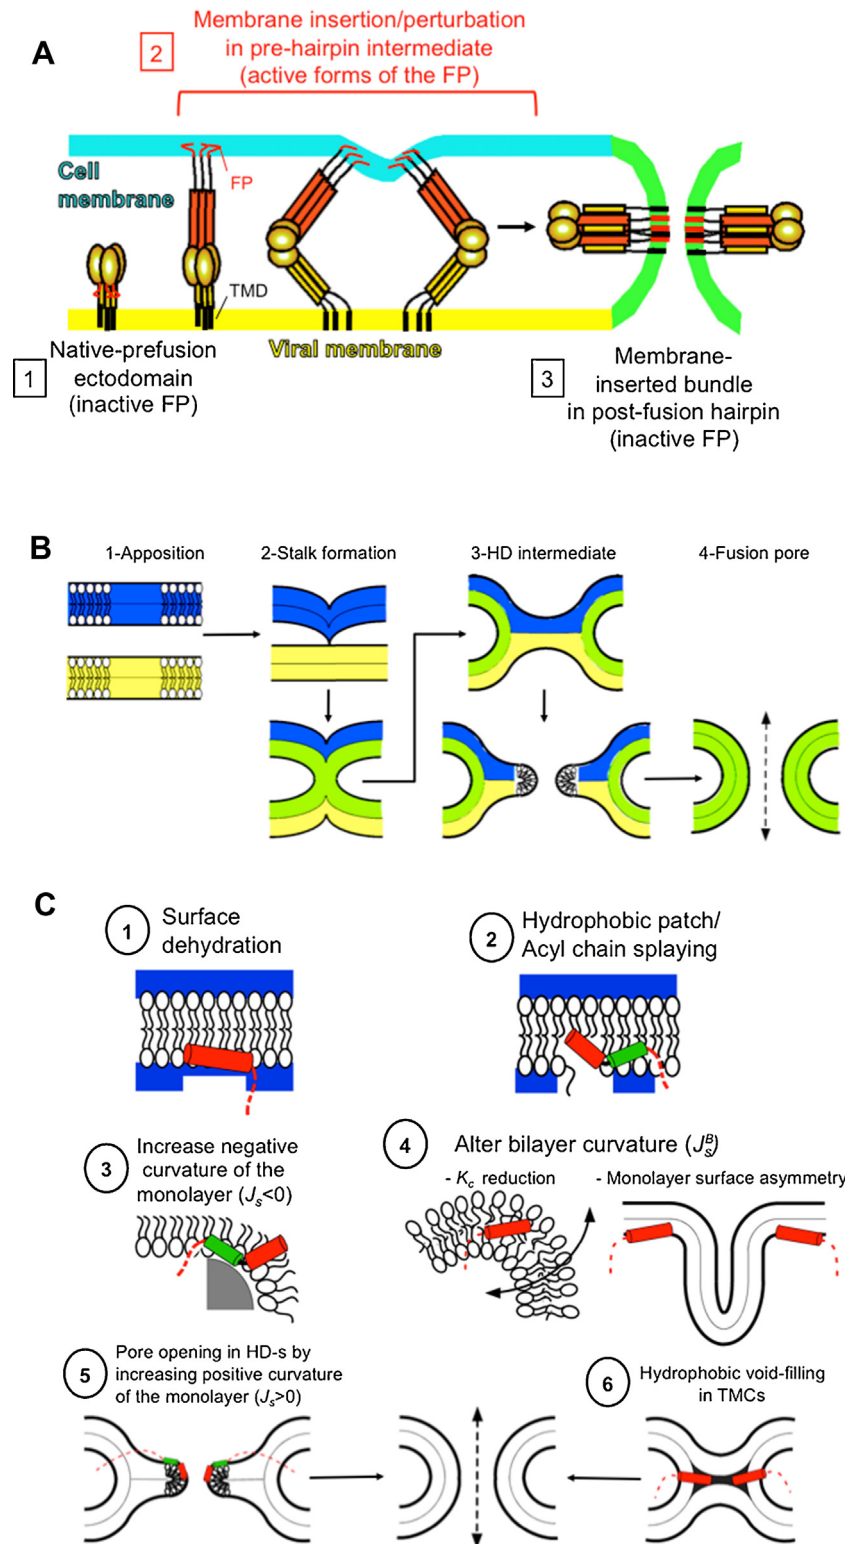 A
2
Membrane insertion/perturbation
in pre-hairpin intermediate
(active forms of the FP)
Cell
membrane
FP
TMD
Viral membrane
1
Native-prefusion
ectodomain
(inactive FP)
3
Membrane-
inserted bundle
in post-fusion hairpin
(inactive FP)
B
1-Apposition
2-Stalk formation
3-HD intermediate
4-Fusion pore
C
1
Surface
dehydration
2
Hydrophobic patch/
Acyl chain splaying
3
Increase negative
curvature of the
monolayer (Js<0)
4
Alter bilayer curvature (JsB)
- Kc reduction
- Monolayer surface asymmetry
5
Pore opening in HD-s by
increasing positive curvature
of the monolayer (Js>0)
6
Hydrophobic void-filling
in TMCs